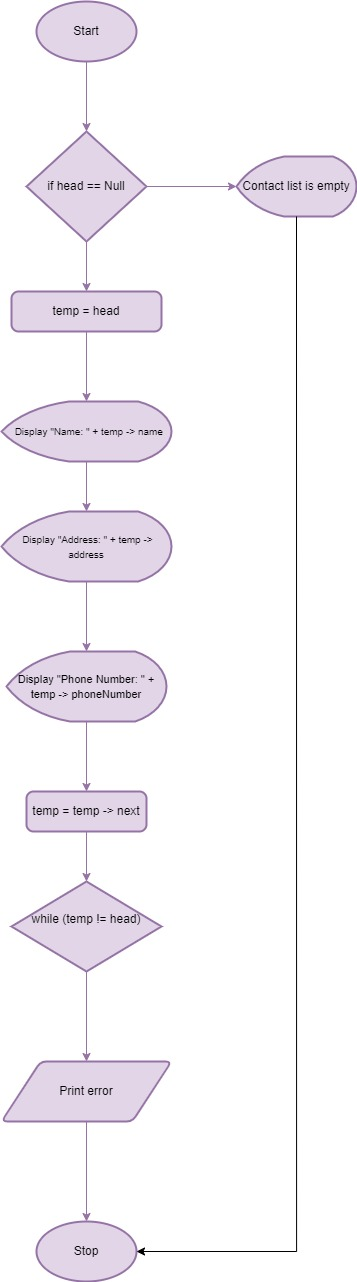 Start
if head == Null
Contact list is empty
temp = head
Display "Name: " + temp -> name
Display "Address: " + temp ->
address
Display "Phone Number: " +
temp -> phoneNumber
temp = temp -> next
while (temp != head)
Print error
Stop